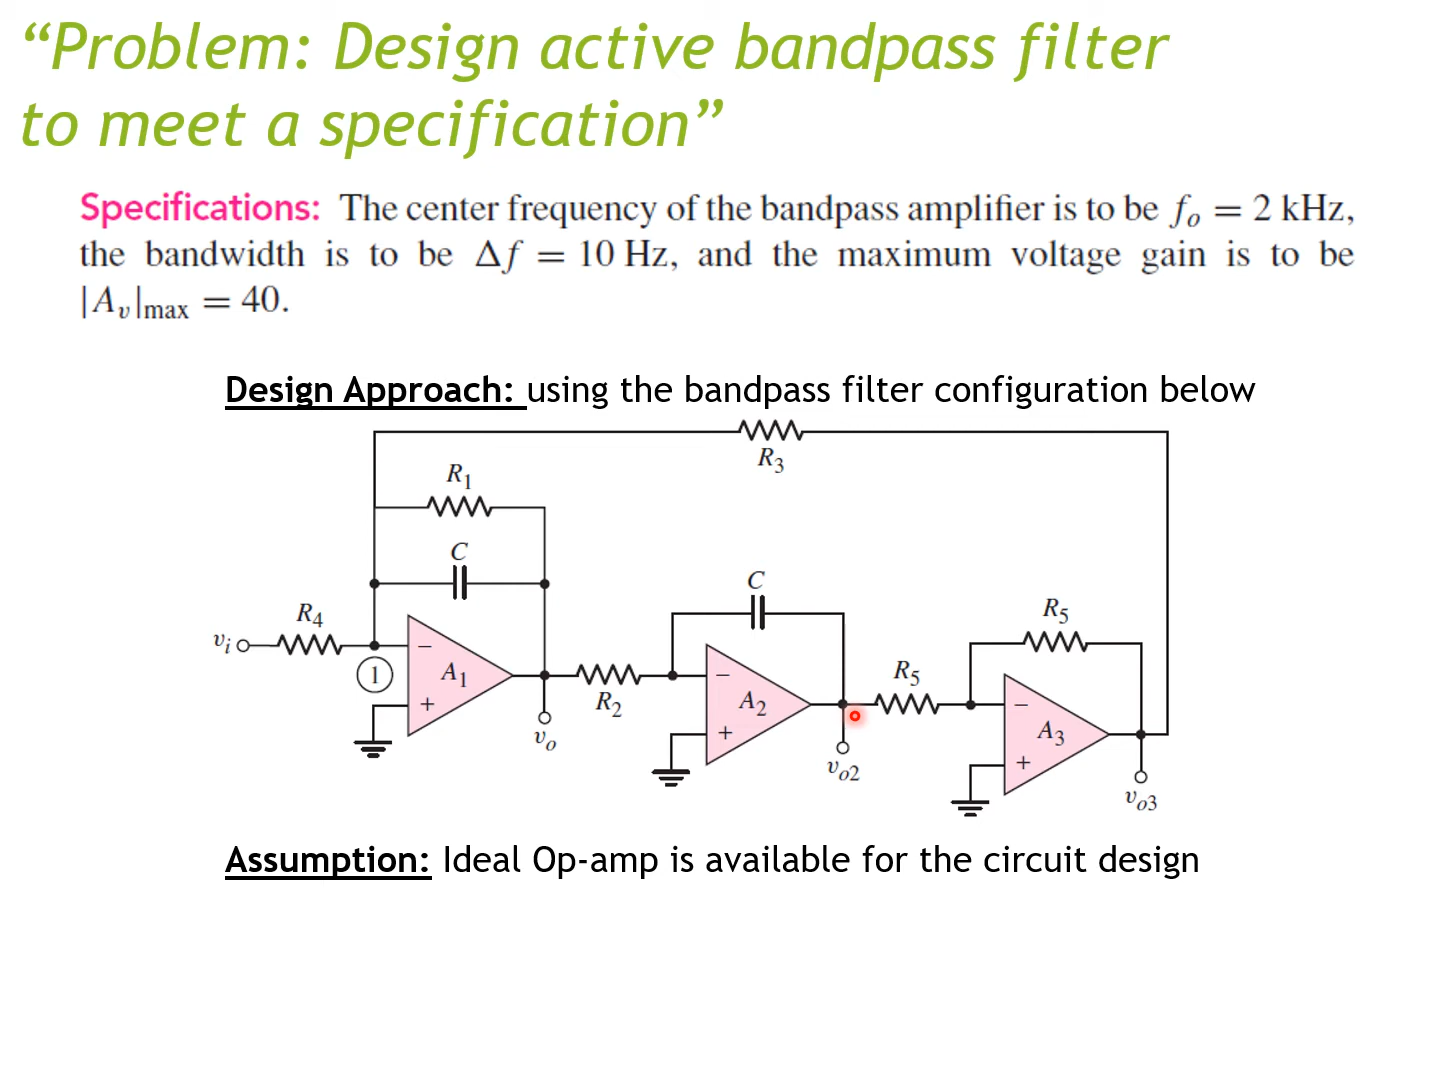 “Problem: Design active bandpass filter
to meet a specification”
Specifications: The center frequency of the bandpass amplifier is to be fo = 2 kHz,
the bandwidth is to be Δf = 10 Hz, and the maximum voltage gain is to be
|Av|max = 40.
Design Approach: using the bandpass filter configuration below
R3
R1
C
C
R4
R5
vi
−
1
A1
+
R2
−
A2
+
R5
−
A3
+
vo
vo2
vo3
Assumption: Ideal Op-amp is available for the circuit design